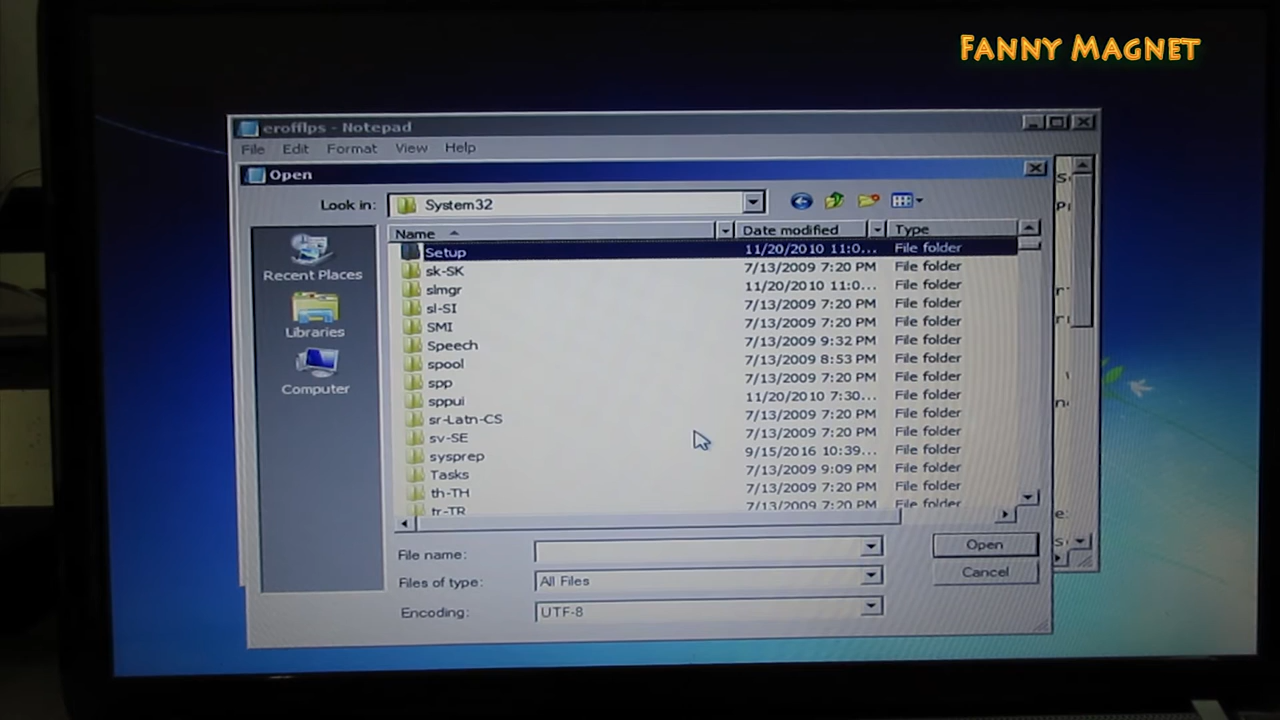 FANNY MAGNET
erofflps - Notepad
File Edit Format View Help
Open
Look in: System32
Name Date modified Type
Setup 11/20/2010 11:0... File folder
sk-SK 7/13/2009 7:20 PM File folder
slmgr 11/20/2010 11:0... File folder
sl-SI 7/13/2009 7:20 PM File folder
SMI 7/13/2009 7:20 PM File folder
Speech 7/13/2009 9:32 PM File folder
spool 7/13/2009 8:53 PM File folder
spp 7/13/2009 7:20 PM File folder
sppui 11/20/2010 7:30... File folder
sr-Latn-CS 7/13/2009 7:20 PM File folder
sv-SE 7/13/2009 7:20 PM File folder
sysprep 9/15/2016 10:39... File folder
Tasks 7/13/2009 9:09 PM File folder
th-TH 7/13/2009 7:20 PM File folder
tr-TR 7/13/2009 7:20 PM File folder
Recent Places
Libraries
Computer
File name:
Open
Files of type: All Files
Cancel
Encoding: UTF-8